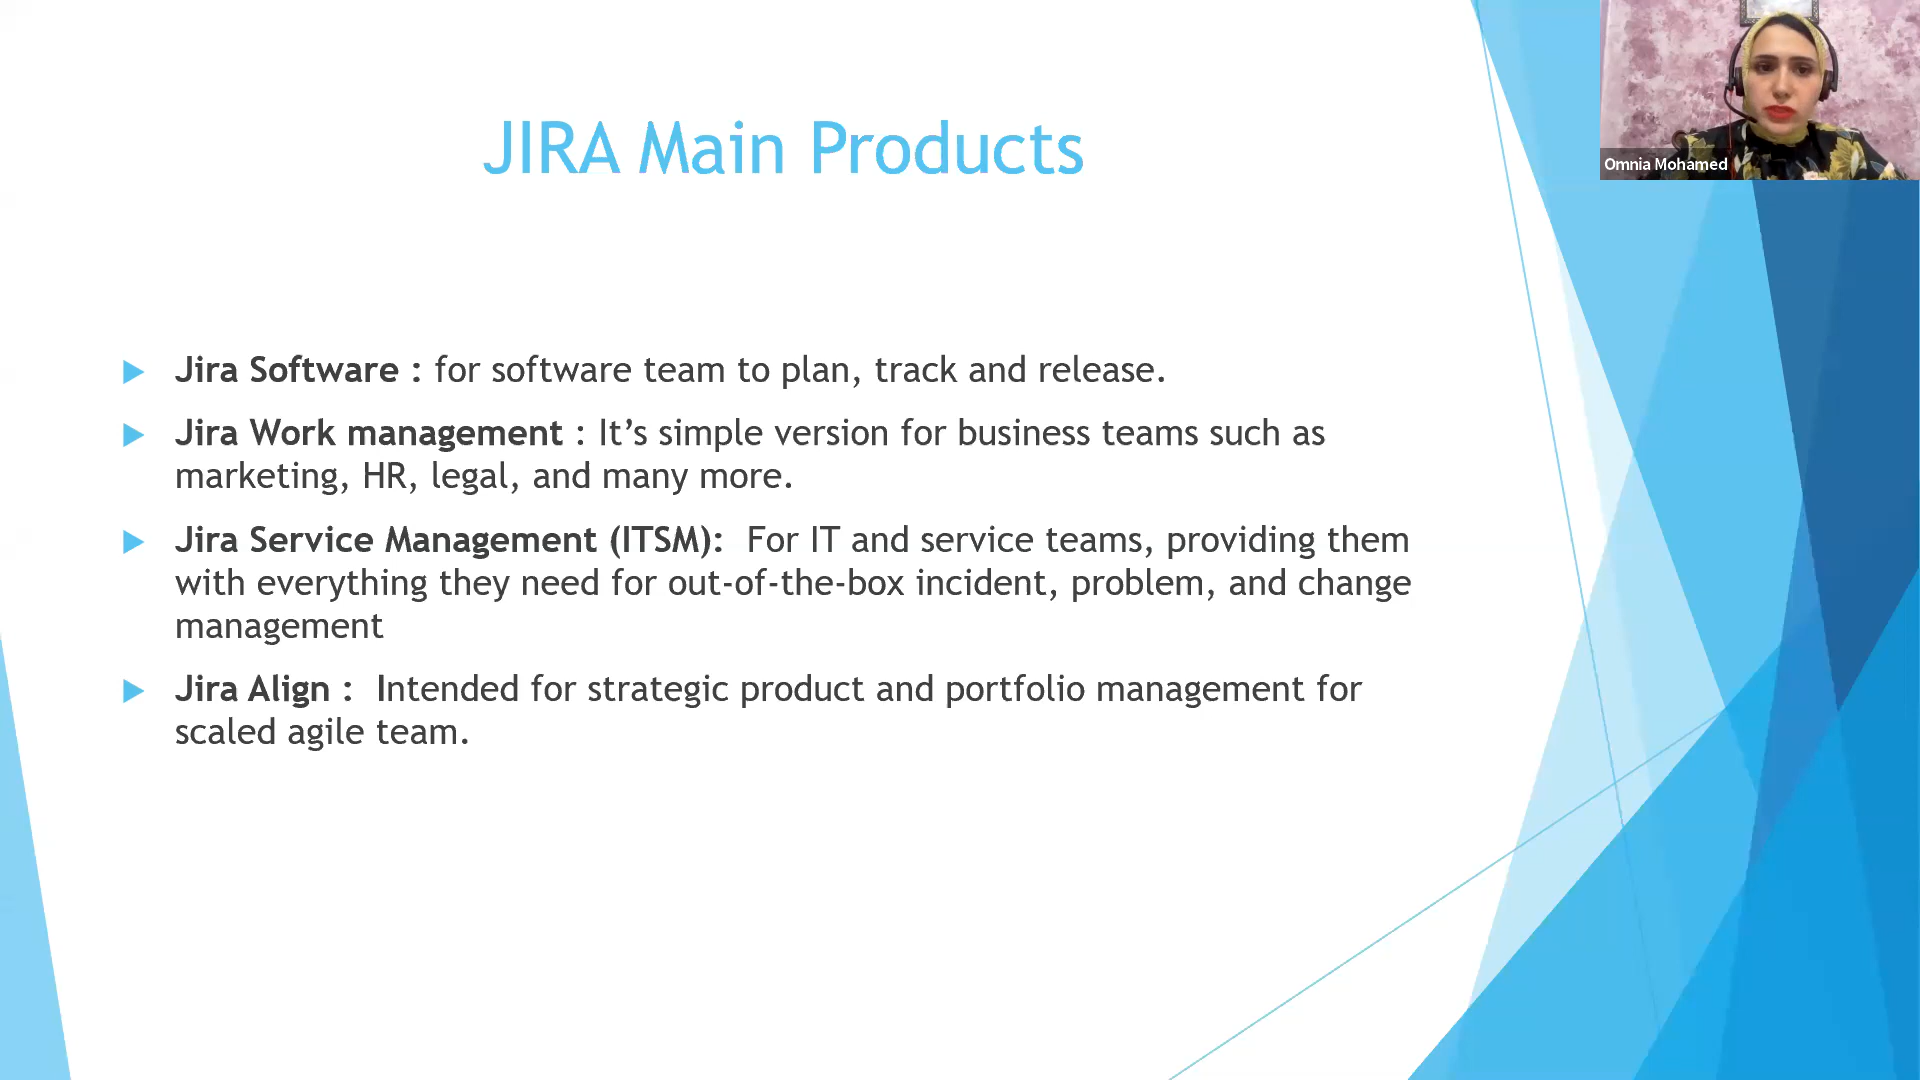 Omnia Mohamed
JIRA Main Products
Jira Software : for software team to plan, track and release.
Jira Work management : It’s simple version for business teams such as
marketing, HR, legal, and many more.
Jira Service Management (ITSM):  For IT and service teams, providing them
with everything they need for out-of-the-box incident, problem, and change
management
Jira Align :  Intended for strategic product and portfolio management for
scaled agile team.